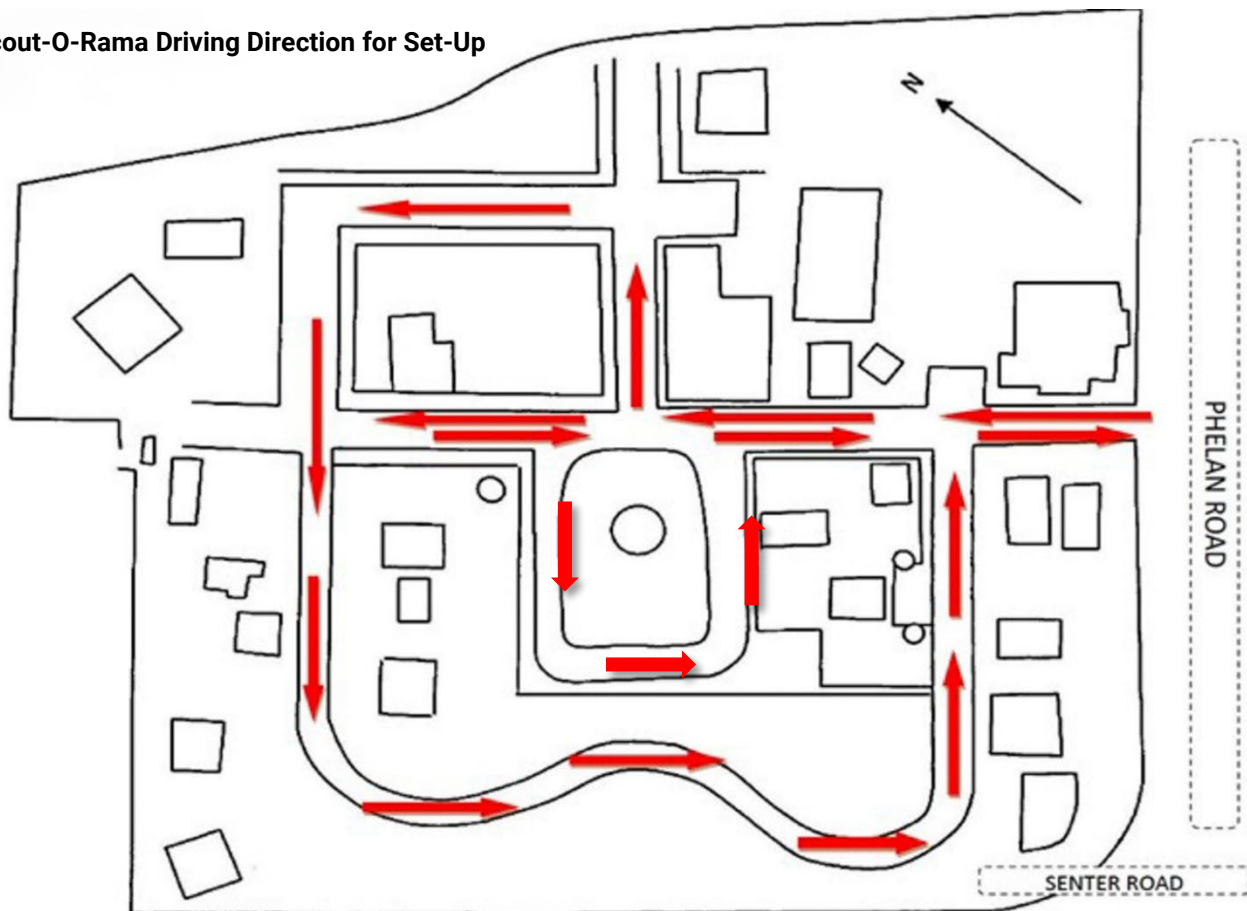 cout-O-Rama Driving Direction for Set-Up
N
PHELAN ROAD
SENTER ROAD